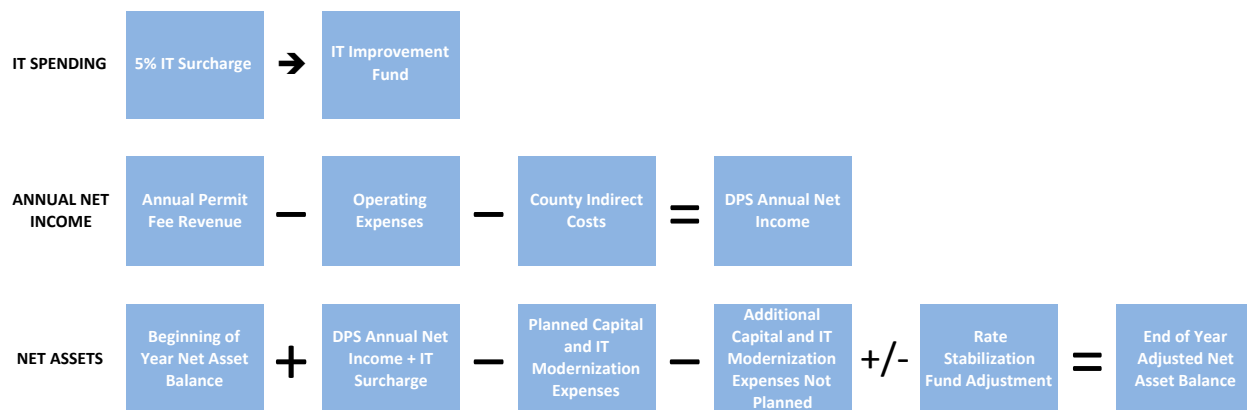 IT SPENDING
5% IT Surcharge
➔
IT Improvement
Fund
ANNUAL NET
INCOME
Annual Permit
Fee Revenue
–
Operating
Expenses
–
County Indirect
Costs
=
DPS Annual Net
Income
NET ASSETS
Beginning of
Year Net Asset
Balance
+
DPS Annual Net
Income + IT
Surcharge
–
Planned Capital
and IT
Modernization
Expenses
–
Additional
Capital and IT
Modernization
Expenses Not
Planned
+/-
Rate
Stabilization
Fund Adjustment
=
End of Year
Adjusted Net
Asset Balance